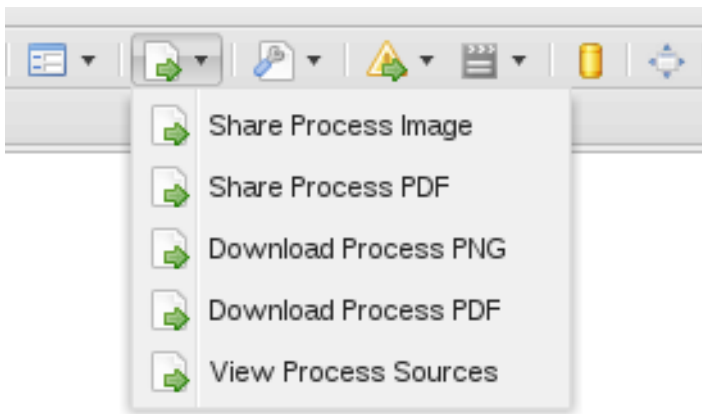 Share Process Image
Share Process PDF
Download Process PNG
Download Process PDF
View Process Sources